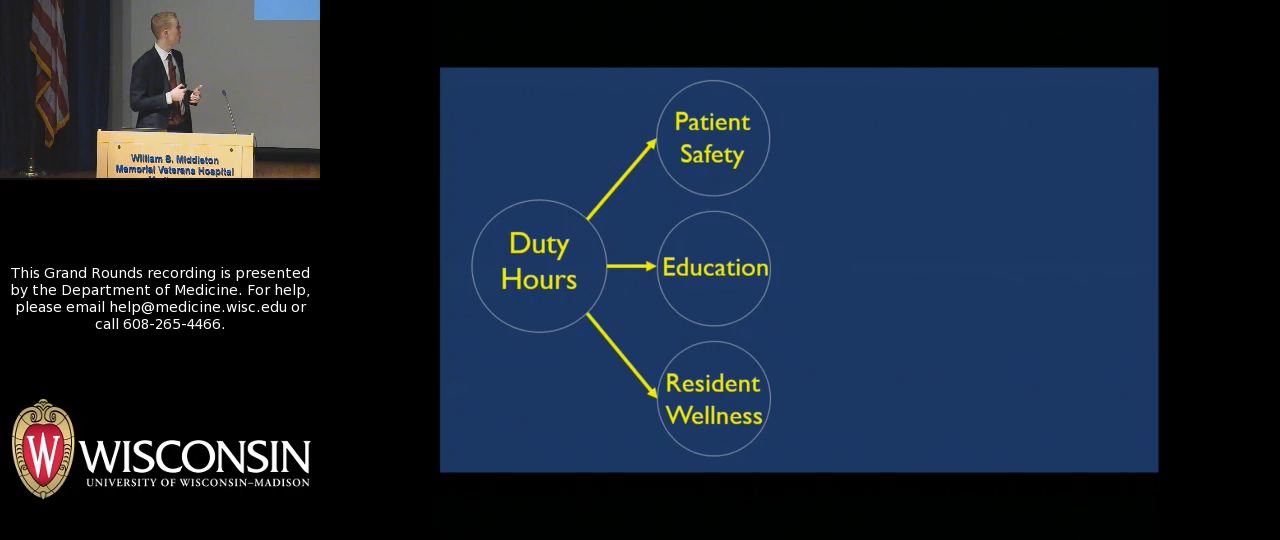 William S. Middleton
Memorial Veterans Hospital
This Grand Rounds recording is presented
by the Department of Medicine. For help,
please email help@medicine.wisc.edu or
call 608-265-4466.
W
WISCONSIN
UNIVERSITY OF WISCONSIN–MADISON
Duty
Hours
Patient
Safety
Education
Resident
Wellness